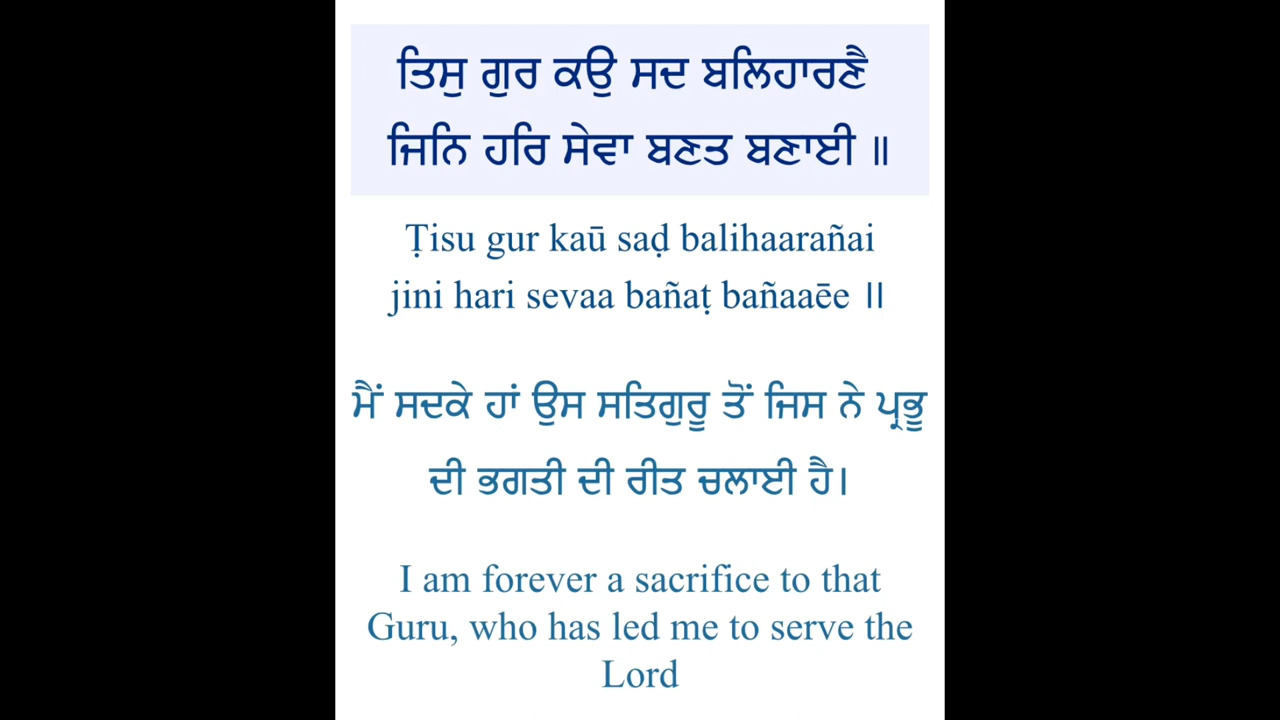 ਤਿਸੁ ਗੁਰ ਕਉ ਸਦ ਬਲਿਹਾਰਣੈ
ਜਿਨਿ ਹਰਿ ਸੇਵਾ ਬਣਤ ਬਣਾਈ ॥
Ṭisu gur kaū saḍ balihaarañai
jini hari sevaa bañaṭ bañaaēe ॥
ਮੈਂ ਸਦਕੇ ਹਾਂ ਉਸ ਸਤਿਗੁਰੂ ਤੋਂ ਜਿਸ ਨੇ ਪ੍ਰਭੂ
ਦੀ ਭਗਤੀ ਦੀ ਰੀਤ ਚਲਾਈ ਹੈ।
I am forever a sacrifice to that
Guru, who has led me to serve the
Lord